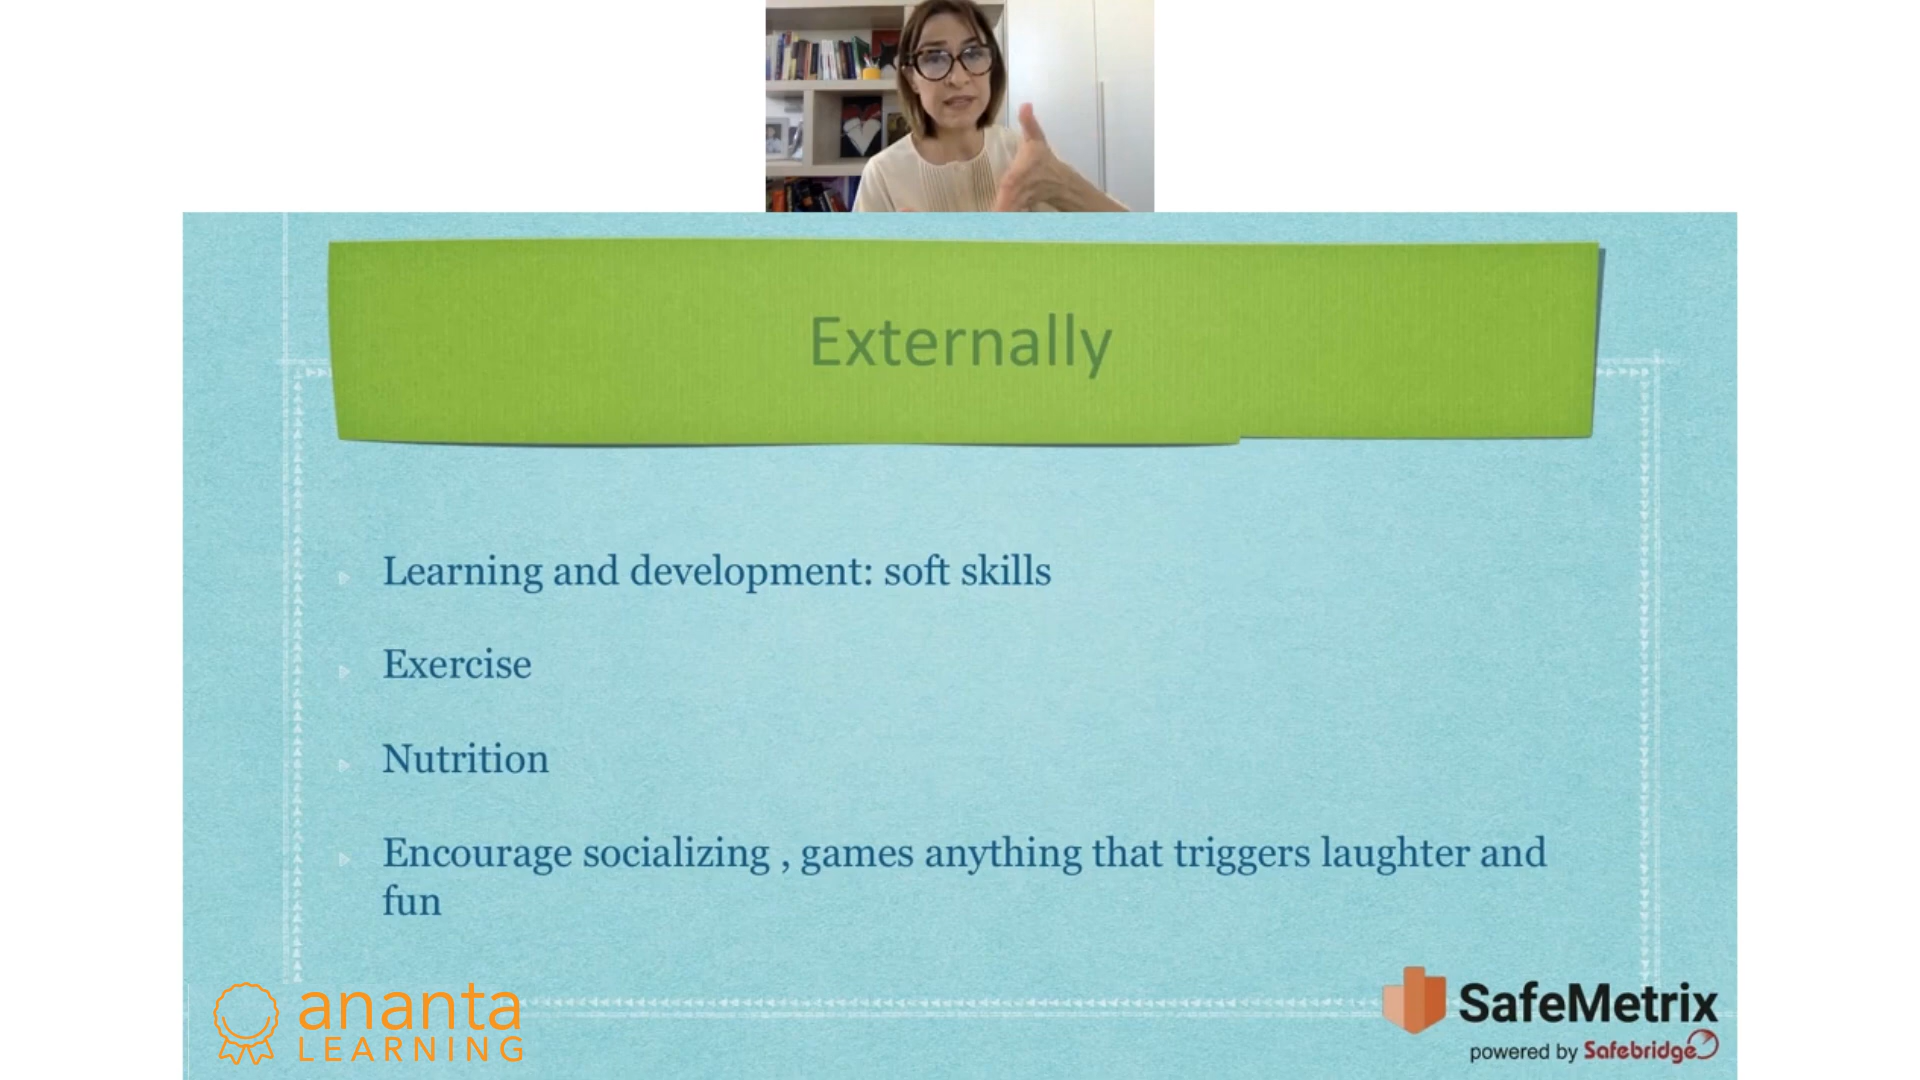 Externally
Learning and development: soft skills
Exercise
Nutrition
Encourage socializing , games anything that triggers laughter and
fun
ananta
LEARNING
SafeMetrix
powered by Safebridge